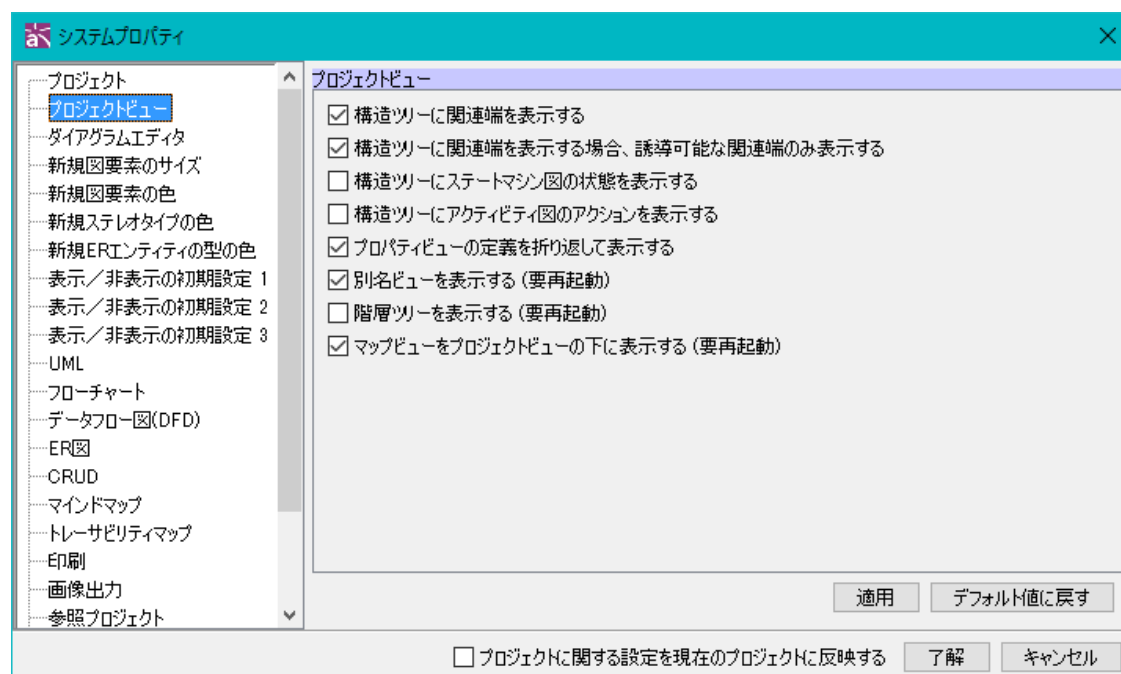 システムプロパティ
プロジェクト
プロジェクトビュー
ダイアグラムエディタ
新規図要素のサイズ
新規図要素の色
新規ステレオタイプの色
新規ERエンティティの型の色
表示／非表示の初期設定 1
表示／非表示の初期設定 2
表示／非表示の初期設定 3
UML
フローチャート
データフロー図(DFD)
ER図
CRUD
マインドマップ
トレーサビリティマップ
印刷
画像出力
参照プロジェクト
プロジェクトビュー
構造ツリーに関連端を表示する
構造ツリーに関連端を表示する場合、誘導可能な関連端のみ表示する
構造ツリーにステートマシン図の状態を表示する
構造ツリーにアクティビティ図のアクションを表示する
プロパティビューの定義を折り返して表示する
別名ビューを表示する (要再起動)
階層ツリーを表示する (要再起動)
マップビューをプロジェクトビューの下に表示する (要再起動)
適用 デフォルト値に戻す
プロジェクトに関する設定を現在のプロジェクトに反映する 了解 キャンセル